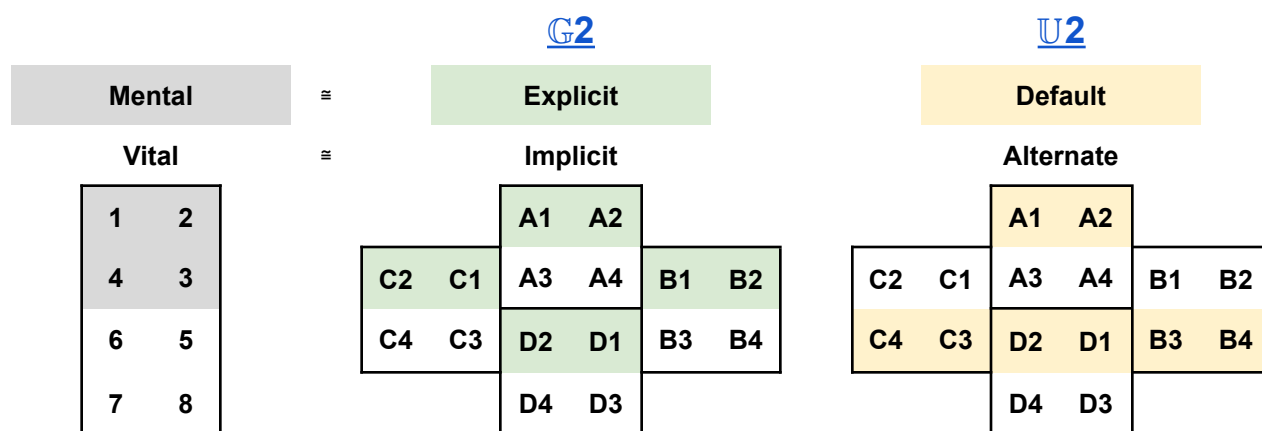 𝔾2 𝕌2
Mental ≅ Explicit Default
Vital ≅ Implicit Alternate
1 2 A1 A2 A1 A2
4 3 C2 C1 A3 A4 B1 B2 C2 C1 A3 A4 B1 B2
6 5 C4 C3 D2 D1 B3 B4 C4 C3 D2 D1 B3 B4
7 8 D4 D3 D4 D3